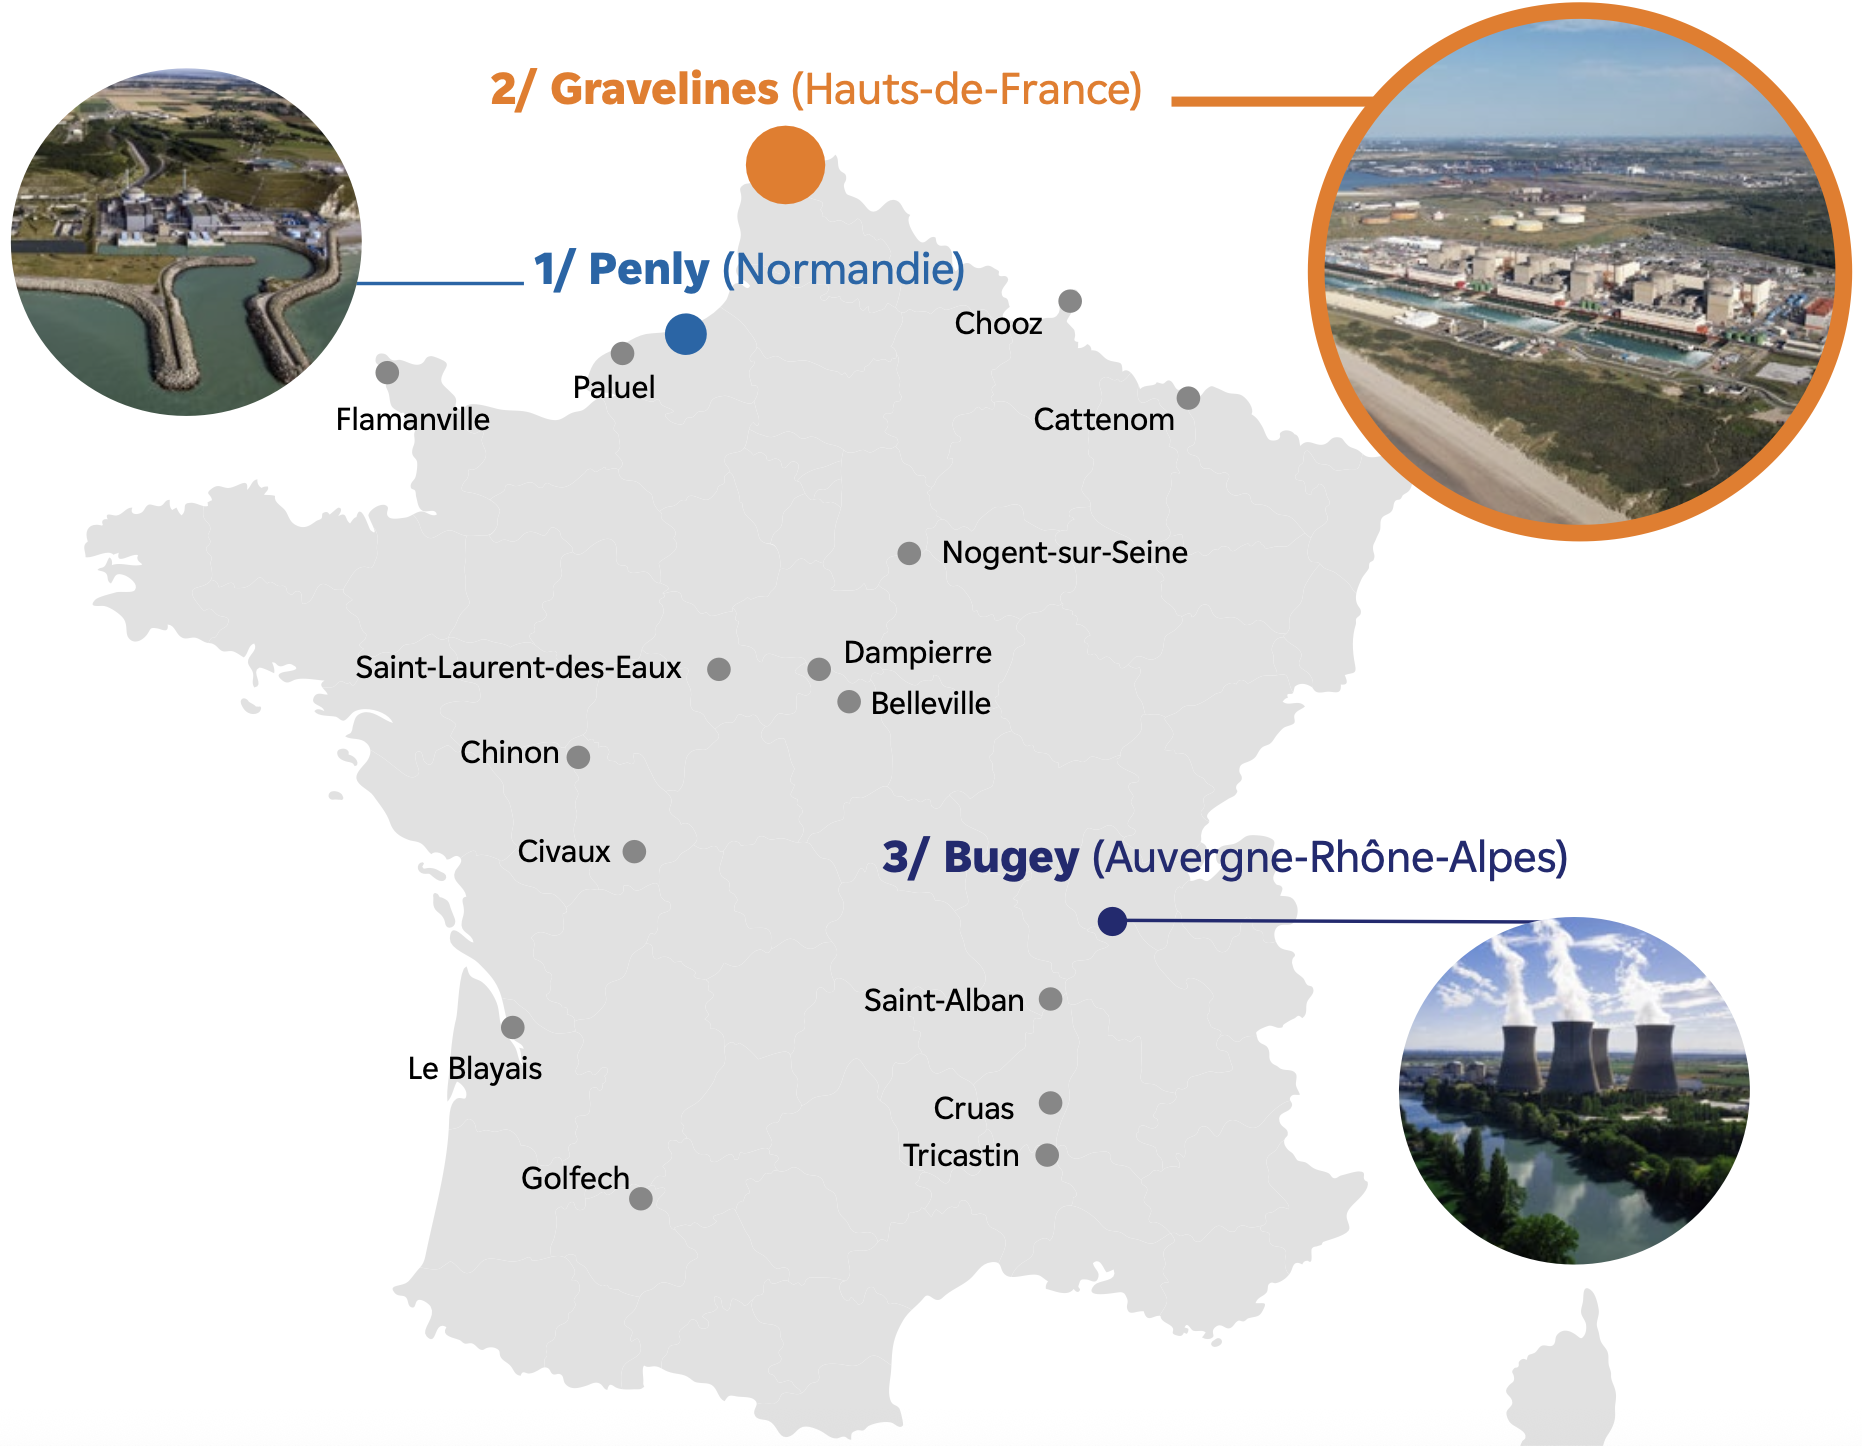 2/ Gravelines (Hauts-de-France)
1/ Penly (Normandie)
Chooz
Paluel
Flamanville
Cattenom
Nogent-sur-Seine
Dampierre
Saint-Laurent-des-Eaux
Belleville
Chinon
Civaux
3/ Bugey (Auvergne-Rhône-Alpes)
Saint-Alban
Le Blayais
Cruas
Tricastin
Golfech